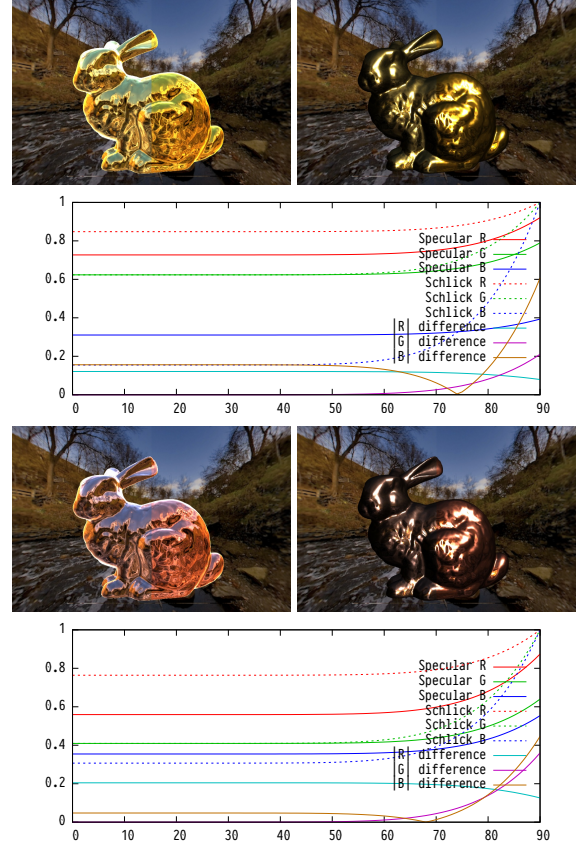 1
0.8
0.6
0.4
0.2
0
Specular R
Specular G
Specular B
Schlick R
Schlick G
Schlick B
|R| difference
|G| difference
|B| difference
0 10 20 30 40 50 60 70 80 90
1
0.8
0.6
0.4
0.2
0
Specular R
Specular G
Specular B
Schlick R
Schlick G
Schlick B
|R| difference
|G| difference
|B| difference
0 10 20 30 40 50 60 70 80 90